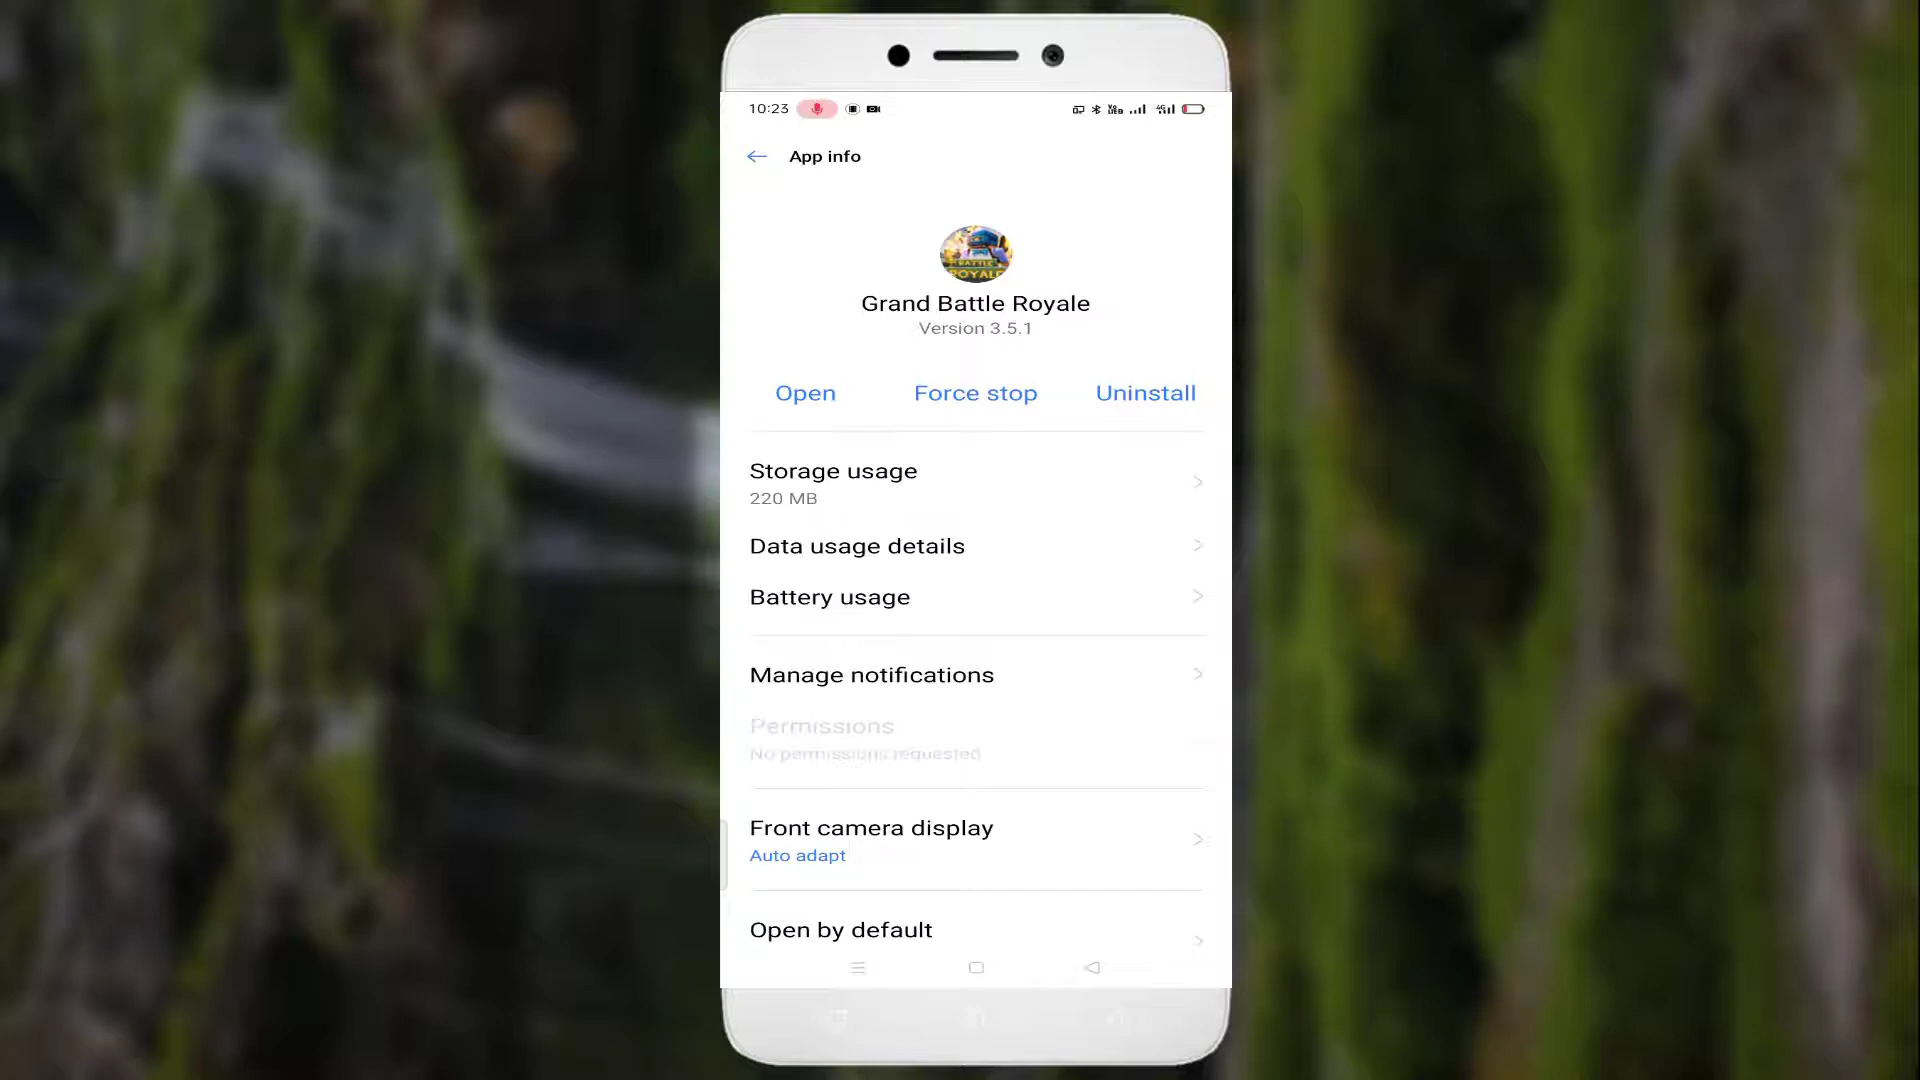 10:23
App info
BATTLE
ROYALE
Grand Battle Royale
Version 3.5.1
Open
Force stop
Uninstall
Storage usage
220 MB
Data usage details
Battery usage
Manage notifications
Permissions
No permissions requested
Front camera display
Auto adapt
Open by default